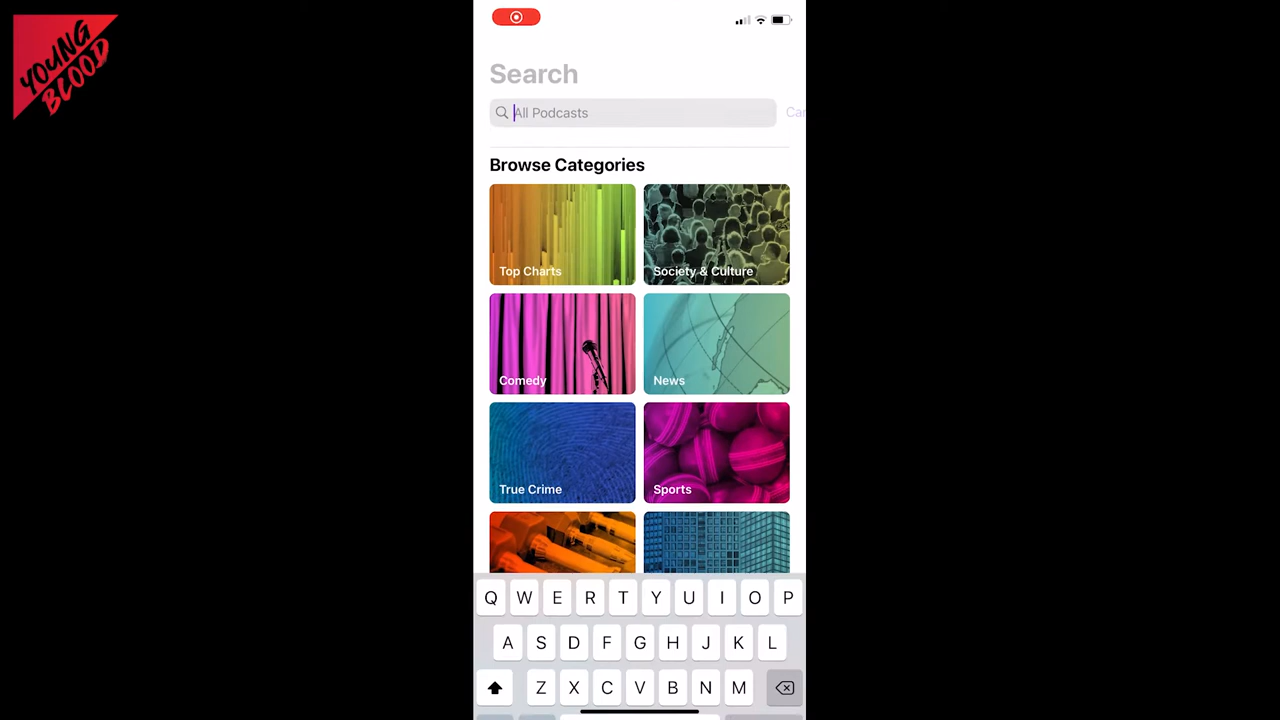 YOUNG
BLOOD
Search
All Podcasts
Browse Categories
Top Charts
Society & Culture
Comedy
News
True Crime
Sports
Q W E R T Y U I O P
A S D F G H J K L
Z X C V B N M